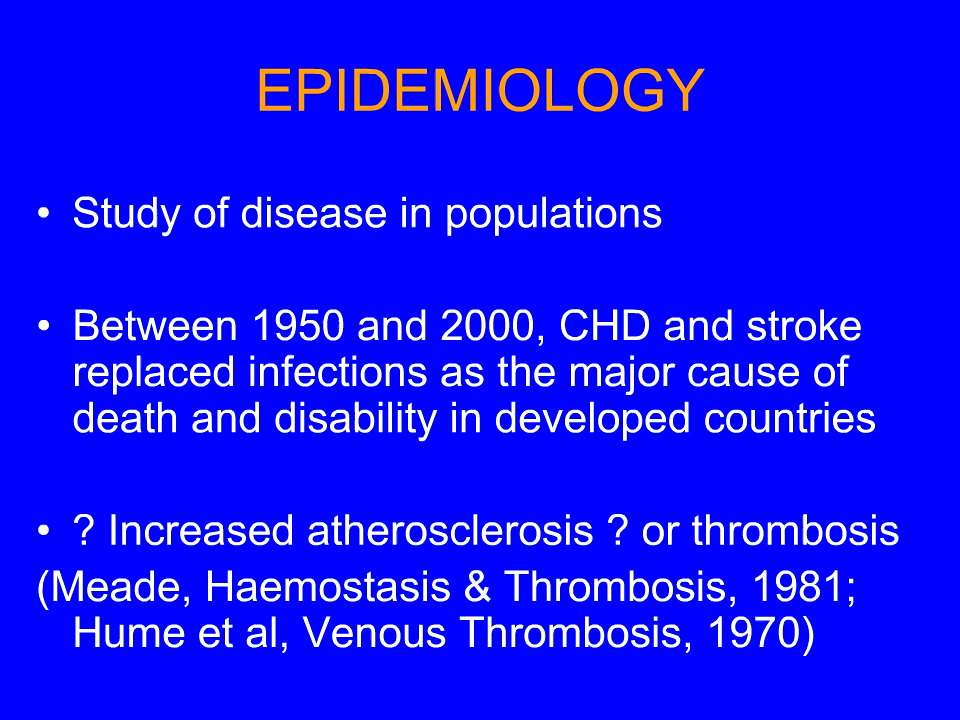 EPIDEMIOLOGY
• Study of disease in populations
• Between 1950 and 2000, CHD and stroke
replaced infections as the major cause of
death and disability in developed countries
• ? Increased atherosclerosis ? or thrombosis
(Meade, Haemostasis & Thrombosis, 1981;
Hume et al, Venous Thrombosis, 1970)